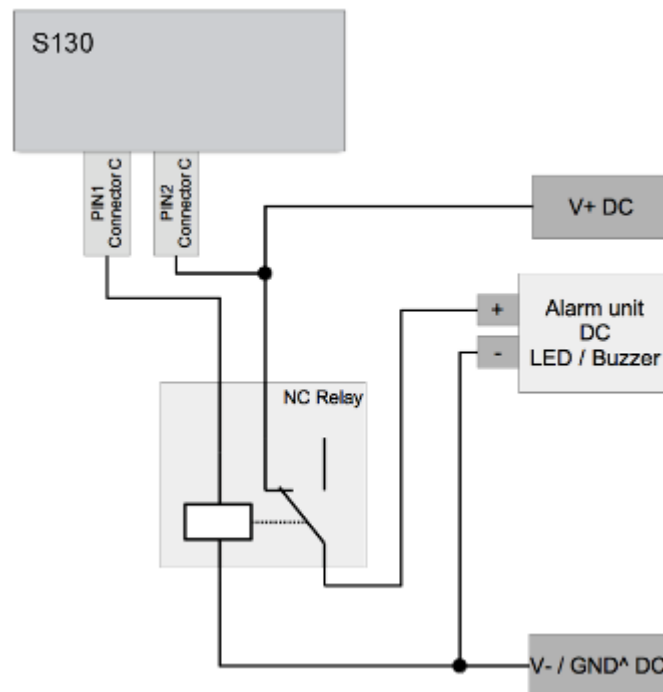 S130
PIN1
Connector C
PIN2
Connector C
V+ DC
+
Alarm unit
DC
LED / Buzzer
-
NC Relay
V- / GND^ DC